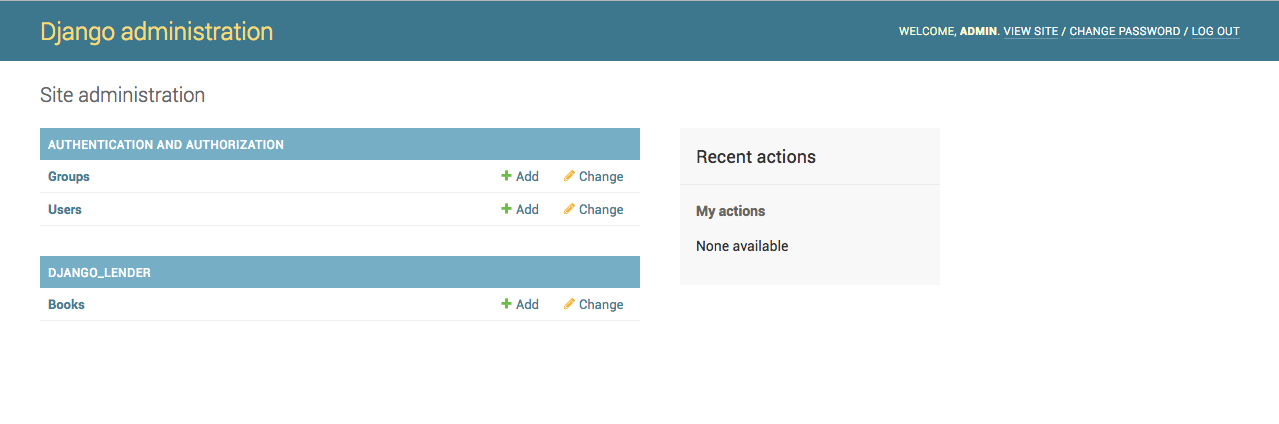 Django administration
WELCOME, ADMIN. VIEW SITE / CHANGE PASSWORD / LOG OUT
Site administration
AUTHENTICATION AND AUTHORIZATION
Groups Add Change
Users Add Change
DJANGO_LENDER
Books Add Change
Recent actions
My actions
None available